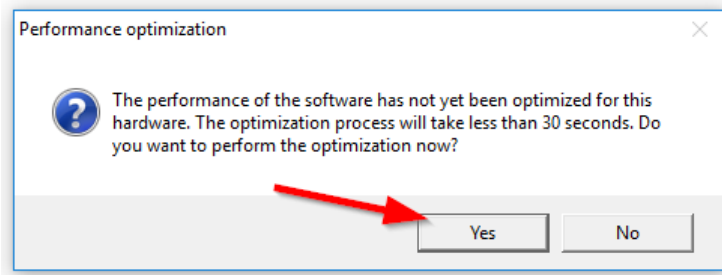 Performance optimization
The performance of the software has not yet been optimized for this
hardware. The optimization process will take less than 30 seconds. Do
you want to perform the optimization now?
Yes
No